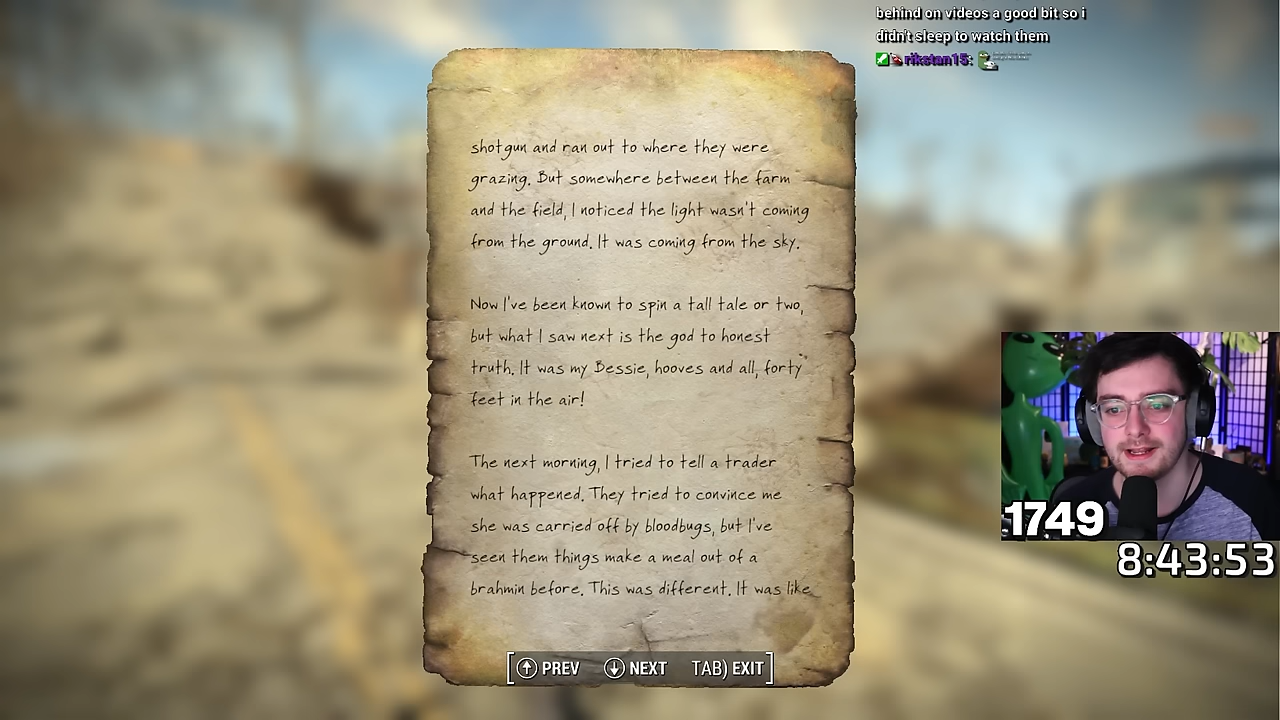 behind on videos a good bit so i
didn't sleep to watch them
rikstan15:
shotgun and ran out to where they were
grazing. But somewhere between the farm
and the field, I noticed the light wasn't coming
from the ground. It was coming from the sky.
Now I've been known to spin a tall tale or two,
but what I saw next is the god to honest
truth. It was my Bessie, hooves and all, forty
feet in the air!
The next morning, I tried to tell a trader
what happened. They tried to convince me
she was carried off by bloodbugs, but I've
seen them things make a meal out of a
brahmin before. This was different. It was like
PREV NEXT TAB) EXIT
1749
8:43:53